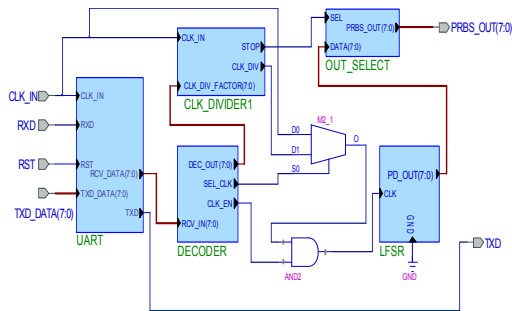 SEL
PRBS_OUT(7:0)
DATA(7:0)
OUT_SELECT
PRBS_OUT(7:0)
CLK_IN
STOP
CLK_DIV
CLK_DIV_FACTOR(7:0)
CLK_DIVIDER1
CLK_IN
RXD
RST
TXD_DATA(7:0)
CLK_IN
RXD
RST
RCV_DATA(7:0)
TXD_DATA(7:0)
TXD
UART
DEC_OUT(7:0)
SEL_CLK
CLK_EN
RCV_IN(7:0)
DECODER
M2_1
D0
D1
S0
O
AND2
PD_OUT(7:0)
CLK
GND
LFSR
GND
TXD